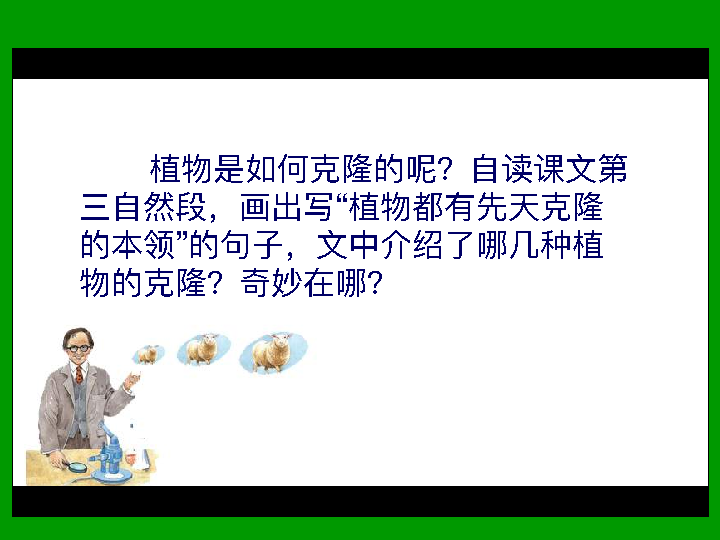 植物是如何克隆的呢？自读课文第
三自然段，画出写“植物都有先天克隆
的本领”的句子，文中介绍了哪几种植
物的克隆？奇妙在哪？